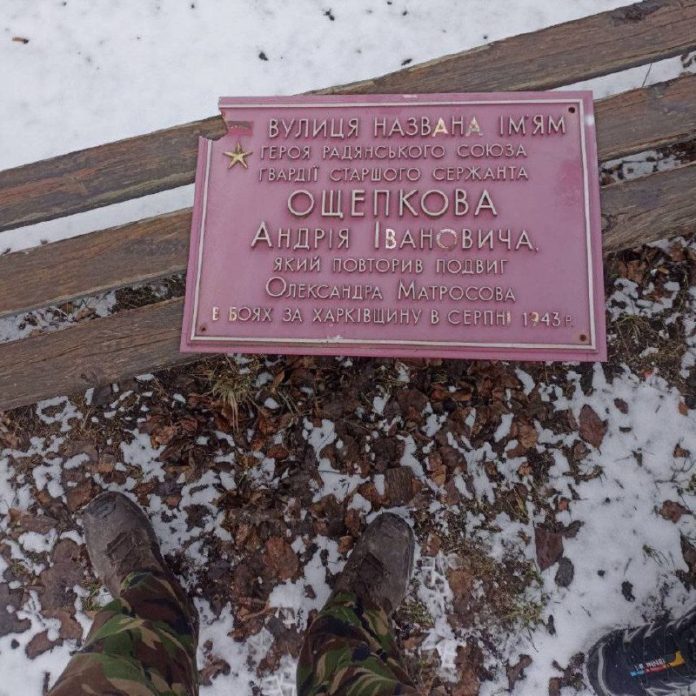 ВУЛИЦЯ НАЗВАНА ІМ'ЯМ
ГЕРОЯ РАДЯНСЬКОГО СОЮЗА
ГВАРДІЇ СТАРШОГО СЕРЖАНТА
ОЩЕПКОВА
АНДРІЯ ІВАНОВИЧА,
ЯКИЙ ПОВТОРИВ ПОДВИГ
ОЛЕКСАНДРА МАТРОСОВА
В БОЯХ ЗА ХАРКІВЩИНУ В СЕРПНІ 1943 Р.